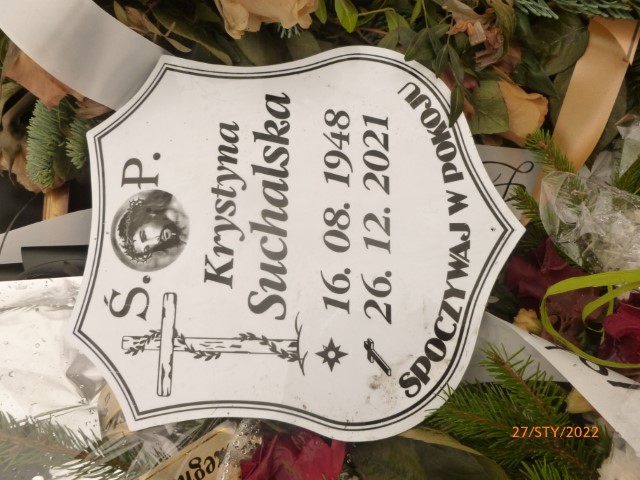 Ś. P.
Krystyna
Suchalska
16. 08. 1948
26. 12. 2021
SPOCZYWAJ W POKOJU
27/STY/2022